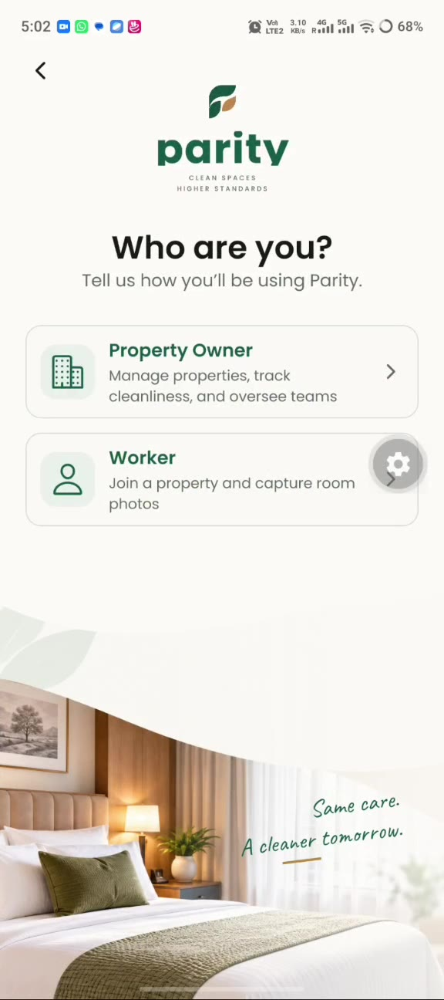 5:02 Vo)) LTE2 3.10 KB/s 4G R 5G 68%
parity
CLEAN SPACES
HIGHER STANDARDS
Who are you?
Tell us how you'll be using Parity.
Property Owner
Manage properties, track
cleanliness, and oversee teams
Worker
Join a property and capture room
photos
Same care.
A cleaner tomorrow.